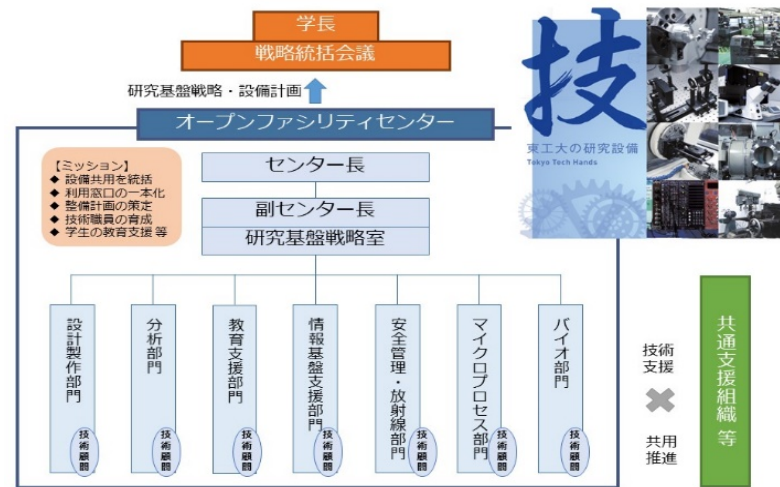 学長
戦略統括会議
研究基盤戦略・設備計画
オープンファシリティセンター
技
東工大の研究設備
Tokyo Tech Hands
【ミッション】
◆ 設備共用を統括
◆ 利用窓口の一本化
◆ 整備計画の策定
◆ 技術職員の育成
◆ 学生の教育支援 等
センター長
副センター長
研究基盤戦略室
設計製作部門
技術顧問
分析部門
技術顧問
教育支援部門
技術顧問
情報基盤支援部門
技術顧問
安全管理・放射線部門
技術顧問
マイクロプロセス部門
技術顧問
バイオ部門
技術顧問
技術
支援
共用
推進
共通支援組織 等